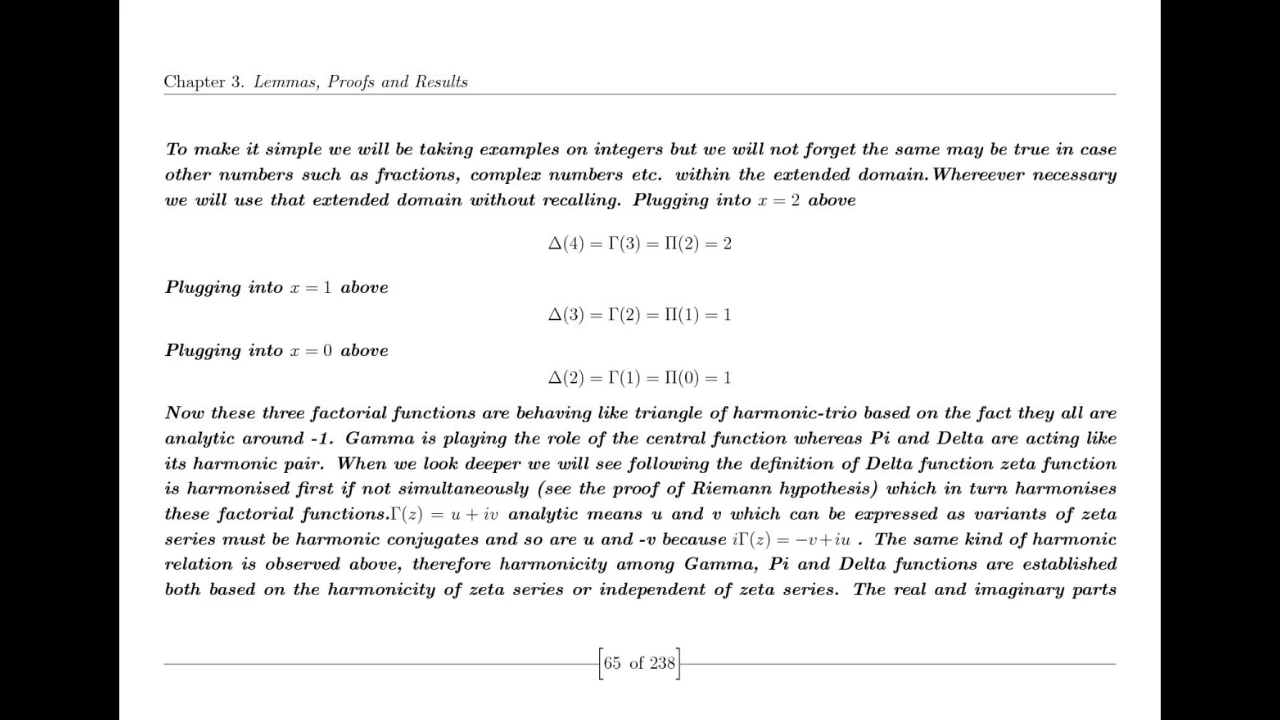 Chapter 3. Lemmas, Proofs and Results
To make it simple we will be taking examples on integers but we will not forget the same may be true in case
other numbers such as fractions, complex numbers etc. within the extended domain.Whereever necessary
we will use that extended domain without recalling. Plugging into x = 2 above
Δ(4) = Γ(3) = Π(2) = 2
Plugging into x = 1 above
Δ(3) = Γ(2) = Π(1) = 1
Plugging into x = 0 above
Δ(2) = Γ(1) = Π(0) = 1
Now these three factorial functions are behaving like triangle of harmonic-trio based on the fact they all are
analytic around -1. Gamma is playing the role of the central function whereas Pi and Delta are acting like
its harmonic pair. When we look deeper we will see following the definition of Delta function zeta function
is harmonised first if not simultaneously (see the proof of Riemann hypothesis) which in turn harmonises
these factorial functions.Γ(z) = u + iv analytic means u and v which can be expressed as variants of zeta
series must be harmonic conjugates and so are u and -v because iΓ(z) = −v+iu . The same kind of harmonic
relation is observed above, therefore harmonicity among Gamma, Pi and Delta functions are established
both based on the harmonicity of zeta series or independent of zeta series. The real and imaginary parts
[65 of 238]